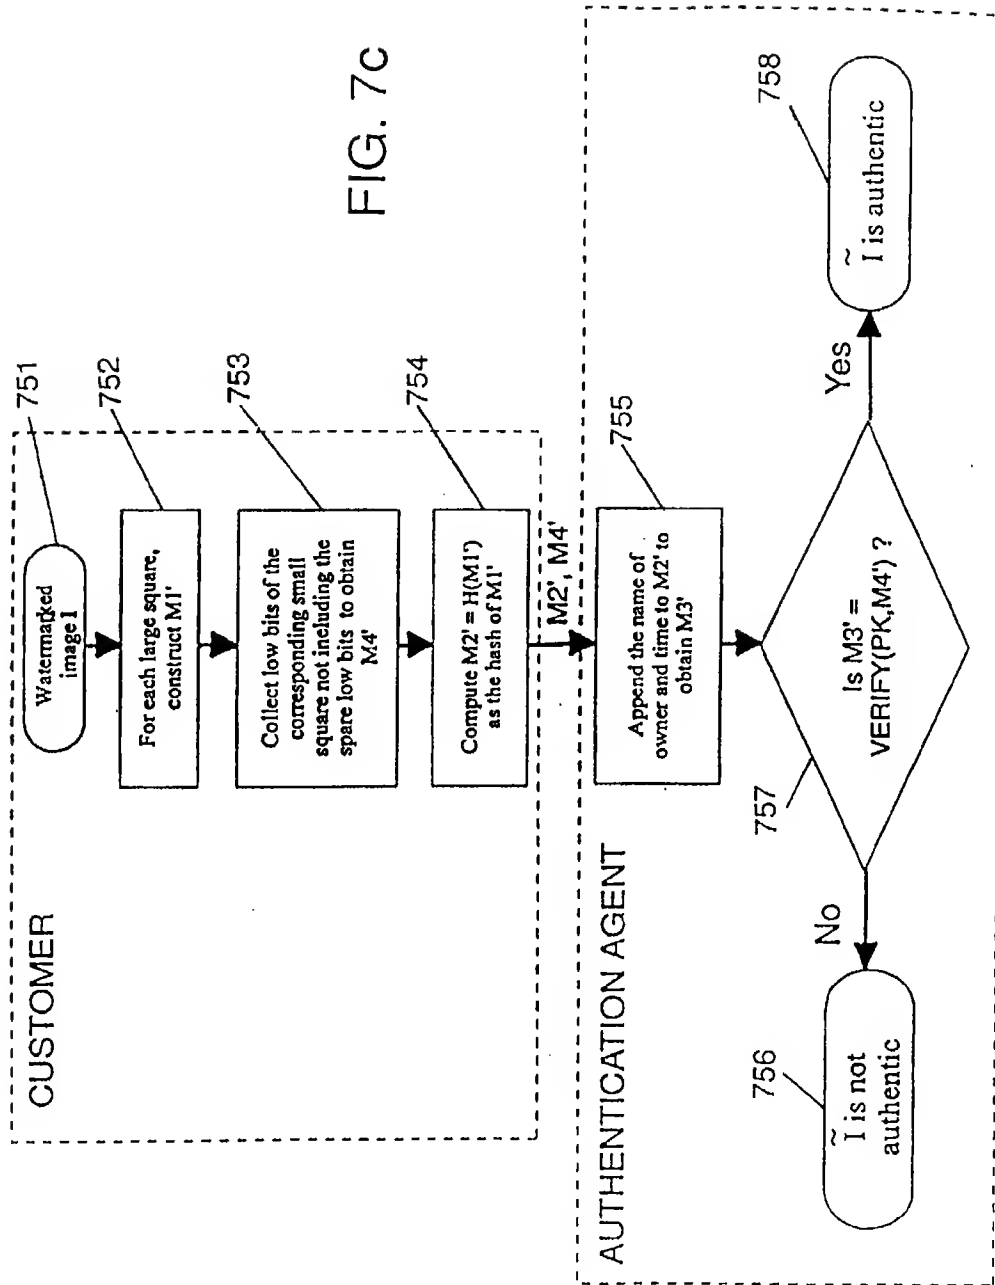 FIG. 7c
CUSTOMER
751
Watermarked
image I
752
For each large square,
construct M1'
753
Collect low bits of the
corresponding small
square not including the
spare low bits to obtain
M4'
754
Compute M2' = H(M1')
as the hash of M1'
M2', M4'
AUTHENTICATION AGENT
755
Append the name of
owner and time to M2' to
obtain M3'
757
Is M3' =
VERIFY(PK,M4') ?
No
Yes
756
Ĩ is not
authentic
758
Ĩ is authentic